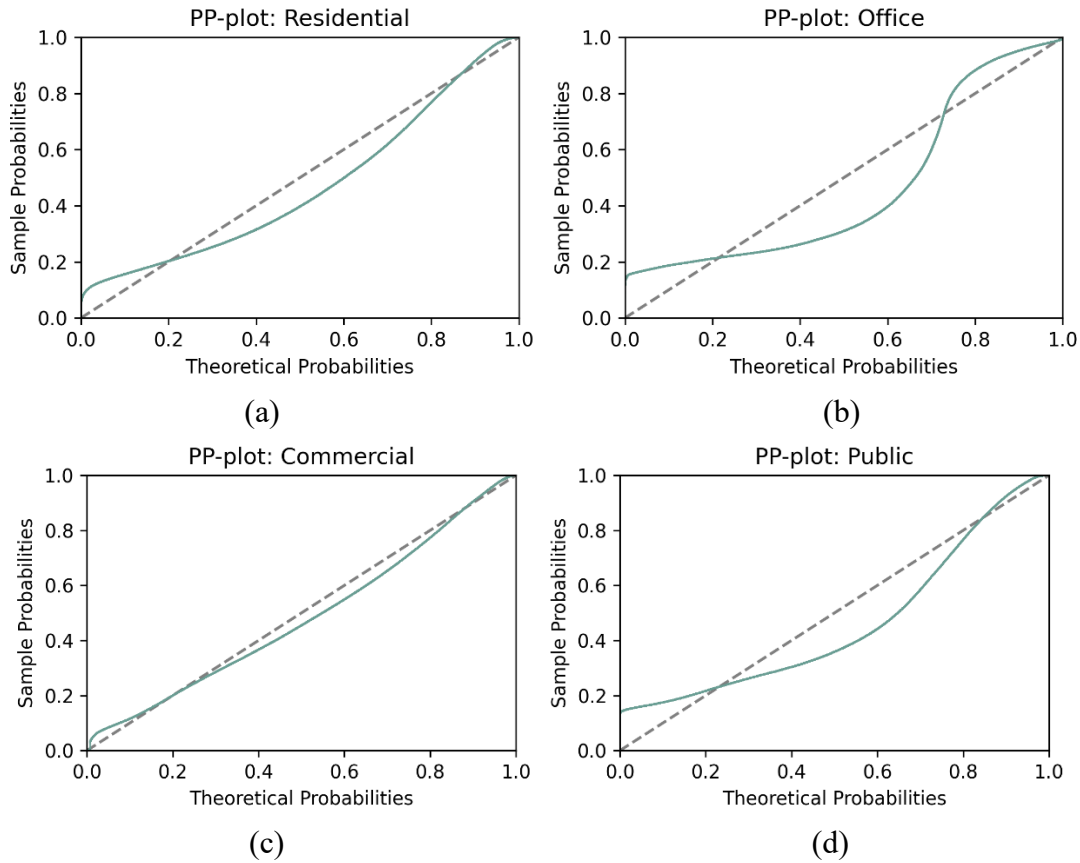 PP-plot: Residential
1.0
0.8
0.6
0.4
0.2
0.0
Sample Probabilities
0.0 0.2 0.4 0.6 0.8 1.0
Theoretical Probabilities
(a)
PP-plot: Office
1.0
0.8
0.6
0.4
0.2
0.0
Sample Probabilities
0.0 0.2 0.4 0.6 0.8 1.0
Theoretical Probabilities
(b)
PP-plot: Commercial
1.0
0.8
0.6
0.4
0.2
0.0
Sample Probabilities
0.0 0.2 0.4 0.6 0.8 1.0
Theoretical Probabilities
(c)
PP-plot: Public
1.0
0.8
0.6
0.4
0.2
0.0
Sample Probabilities
0.0 0.2 0.4 0.6 0.8 1.0
Theoretical Probabilities
(d)